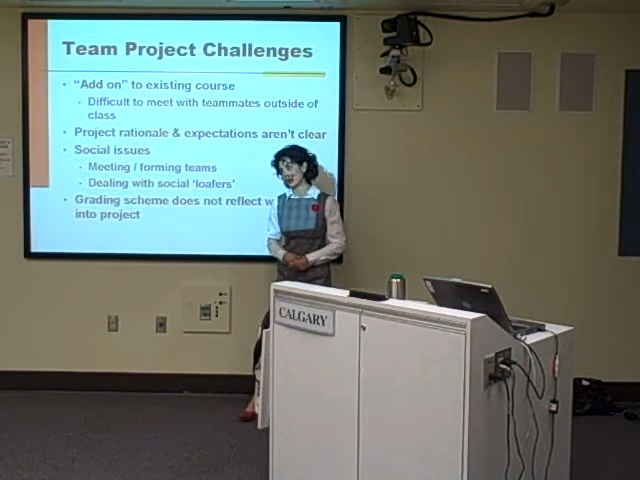 Team Project Challenges
"Add on" to existing course
Difficult to meet with teammates outside of
class
Project rationale & expectations aren't clear
Social issues
Meeting / forming teams
Dealing with social 'loafers'
Grading scheme does not reflect
into project
CALGARY